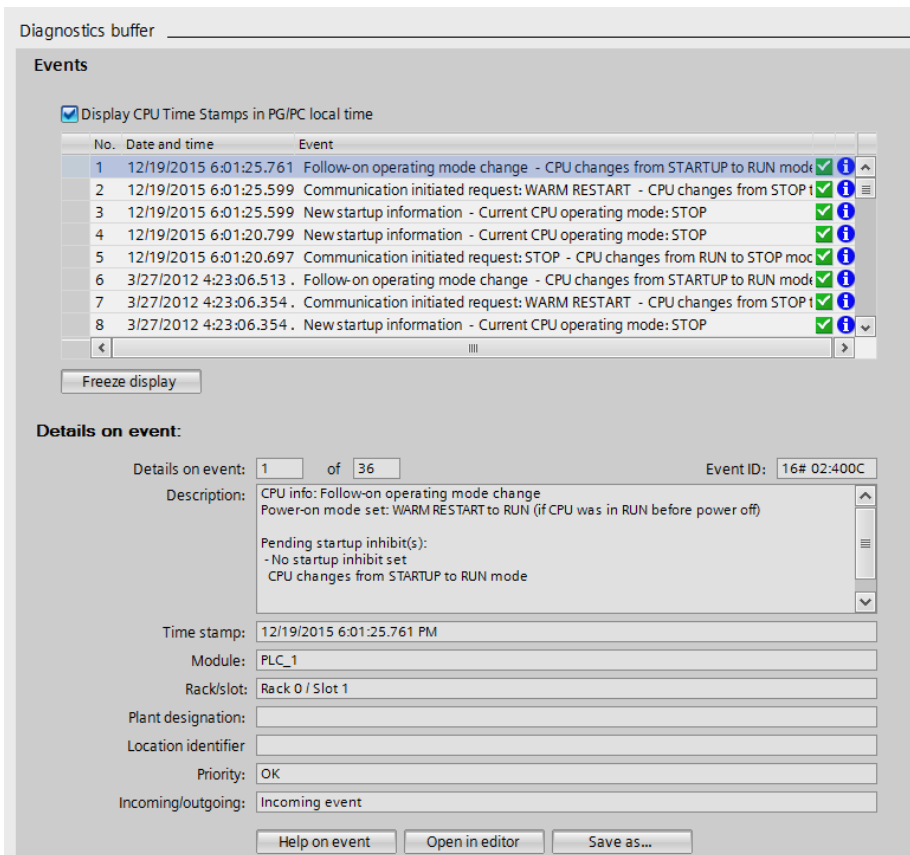 Diagnostics buffer
Events
Display CPU Time Stamps in PG/PC local time
No. Date and time Event
1 12/19/2015 6:01:25.761 Follow-on operating mode change - CPU changes from STARTUP to RUN mode
2 12/19/2015 6:01:25.599 Communication initiated request: WARM RESTART - CPU changes from STOP t
3 12/19/2015 6:01:25.599 New startup information - Current CPU operating mode: STOP
4 12/19/2015 6:01:20.799 New startup information - Current CPU operating mode: STOP
5 12/19/2015 6:01:20.697 Communication initiated request: STOP - CPU changes from RUN to STOP moc
6 3/27/2012 4:23:06.513 . Follow-on operating mode change - CPU changes from STARTUP to RUN mode
7 3/27/2012 4:23:06.354 . Communication initiated request: WARM RESTART - CPU changes from STOP t
8 3/27/2012 4:23:06.354 . New startup information - Current CPU operating mode: STOP
Freeze display
Details on event:
Details on event: 1 of 36 Event ID: 16# 02:400C
Description: CPU info: Follow-on operating mode change
Power-on mode set: WARM RESTART to RUN (if CPU was in RUN before power off)
Pending startup inhibit(s):
- No startup inhibit set
CPU changes from STARTUP to RUN mode
Time stamp: 12/19/2015 6:01:25.761 PM
Module: PLC_1
Rack/slot: Rack 0 / Slot 1
Plant designation:
Location identifier
Priority: OK
Incoming/outgoing: Incoming event
Help on event Open in editor Save as...